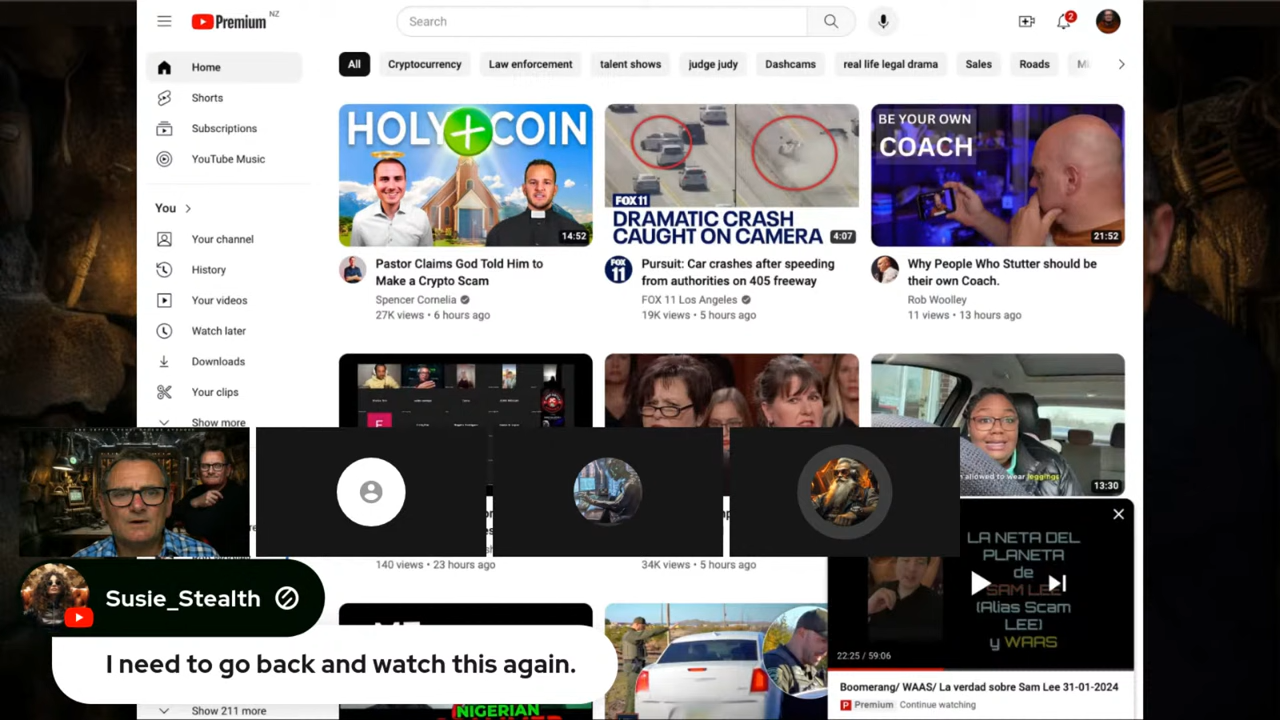 Premium NZ
Search
2
Home
Shorts
Subscriptions
YouTube Music
You
Your channel
History
Your videos
Watch later
Downloads
Your clips
Show more
Show 211 more
All
Cryptocurrency
Law enforcement
talent shows
judge judy
Dashcams
real life legal drama
Sales
Roads
HOLY COIN
14:52
Pastor Claims God Told Him to
Make a Crypto Scam
Spencer Cornelia
27K views • 6 hours ago
FOX 11
DRAMATIC CRASH
CAUGHT ON CAMERA
4:07
FOX
11
Pursuit: Car crashes after speeding
from authorities on 405 freeway
FOX 11 Los Angeles
19K views • 5 hours ago
BE YOUR OWN
COACH
21:52
Why People Who Stutter should be
their own Coach.
Rob Woolley
11 views • 13 hours ago
140 views • 23 hours ago
34K views • 5 hours ago
allowed to wear leggings
13:30
LA NETA DEL
PLANETA
de
SAM LEE
(Alias Scam
LEE)
y WAAS
22:25 / 59:06
Boomerang/ WAAS/ La verdad sobre Sam Lee 31-01-2024
Premium Continue watching
NIGERIAN
Susie_Stealth
I need to go back and watch this again.